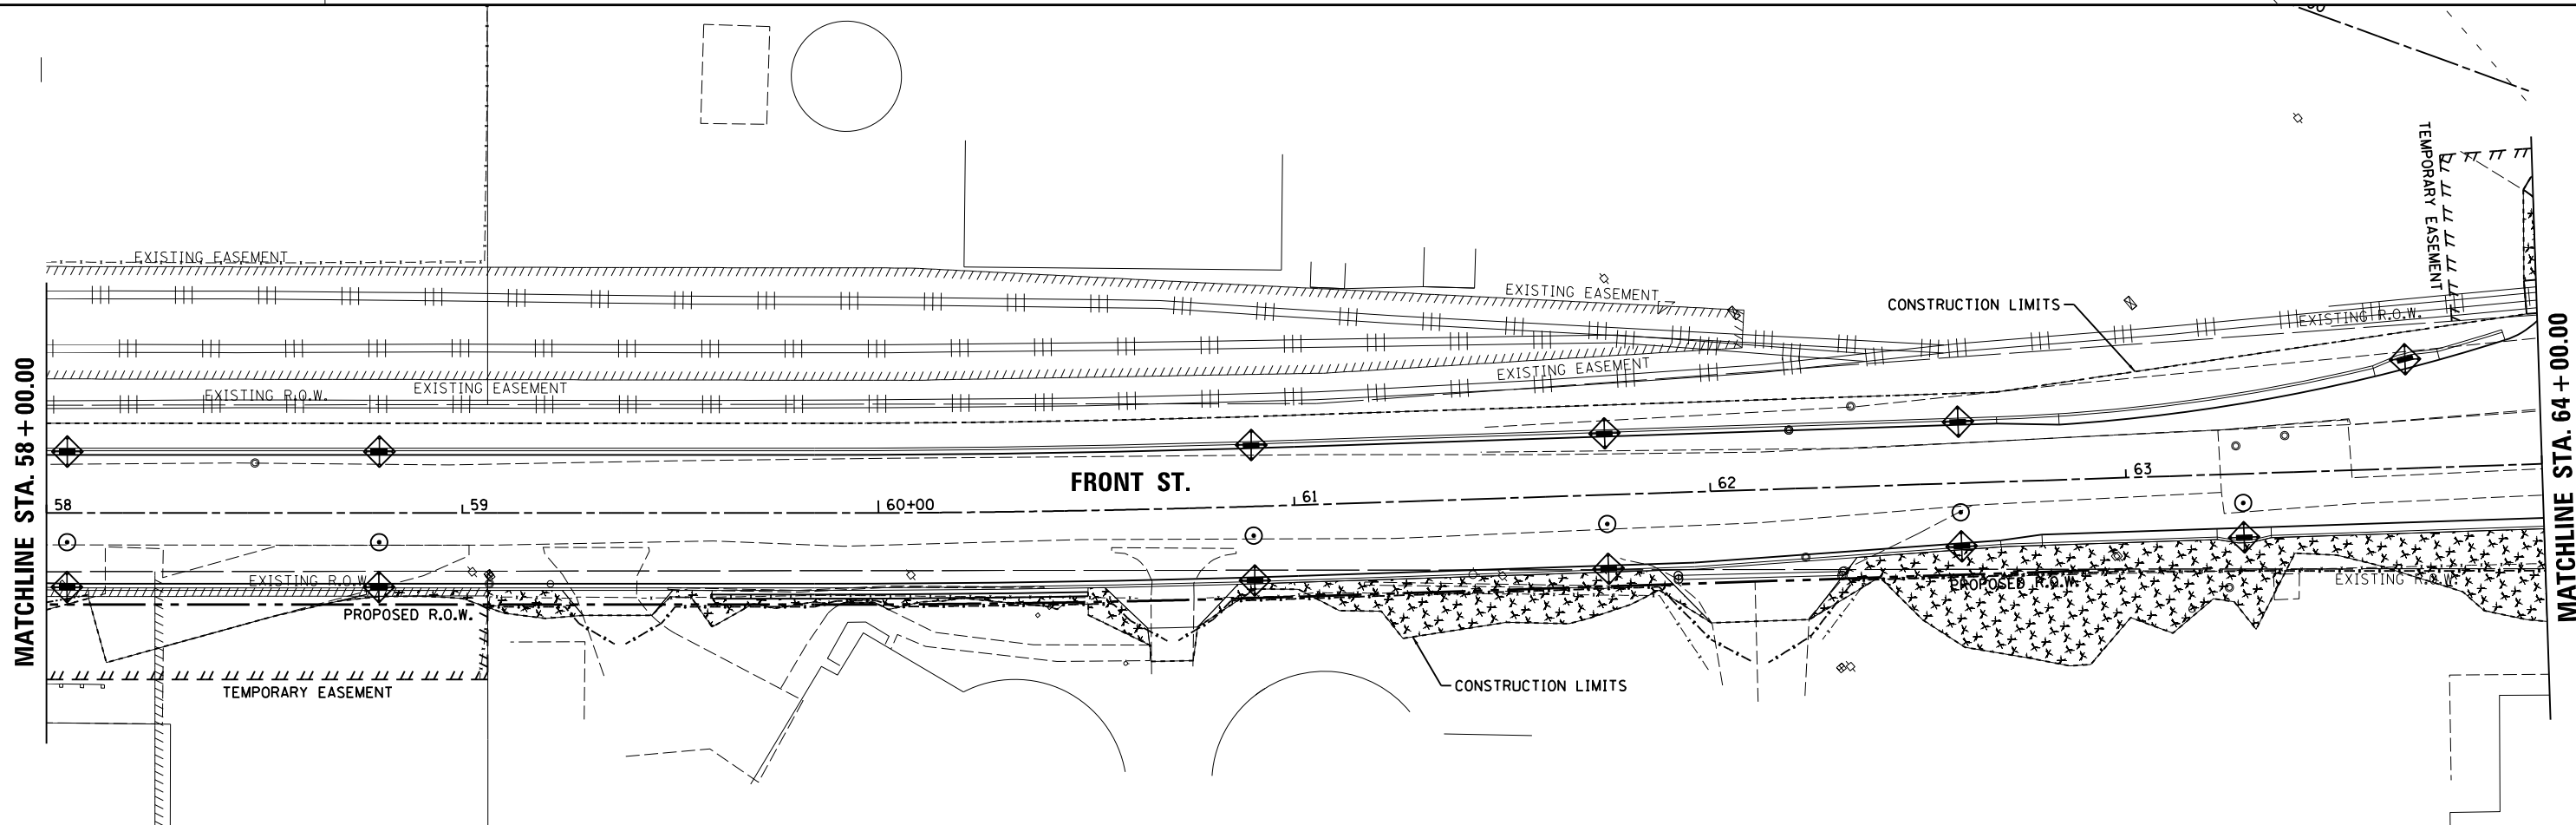 TEMPORARY EASEMENT
EXISTING EASEMENT
EXISTING EASEMENT
CONSTRUCTION LIMITS
EXISTING R.O.W.
EXISTING EASEMENT
EXISTING EASEMENT
EXISTING R.O.W.
MATCHLINE STA. 58+00.00
MATCHLINE STA. 64+00.00
FRONT ST.
58
59
60+00
61
62
63
EXISTING R.O.W.
PROPOSED R.O.W.
EXISTING R.O.W.
PROPOSED R.O.W.
TEMPORARY EASEMENT
CONSTRUCTION LIMITS